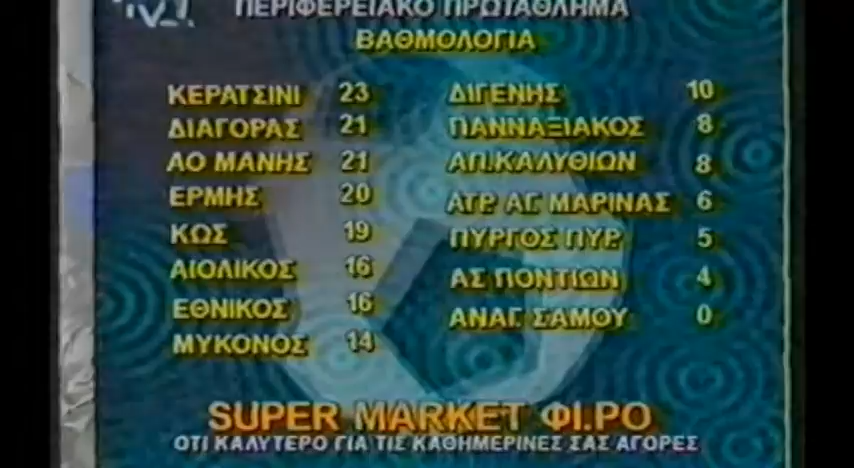 TV7
ΠΕΡΙΦΕΡΕΙΑΚΟ ΠΡΩΤΑΘΛΗΜΑ
ΒΑΘΜΟΛΟΓΙΑ
ΚΕΡΑΤΣΙΝΙ 23
ΔΙΑΓΟΡΑΣ 21
ΑΟ ΜΑΝΗΣ 21
ΕΡΜΗΣ 20
ΚΩΣ 19
ΑΙΟΛΙΚΟΣ 16
ΕΘΝΙΚΟΣ 16
ΜΥΚΟΝΟΣ 14
ΔΙΓΕΝΗΣ 10
ΠΑΝΝΑΞΙΑΚΟΣ 8
ΑΠ.ΚΑΛΥΘΙΩΝ 8
ΑΤΡ. ΑΓ. ΜΑΡΙΝΑΣ 6
ΠΥΡΓΟΣ ΠΥΡ. 5
ΑΣ ΠΟΝΤΙΩΝ 4
ΑΝΑΓ. ΣΑΜΟΥ 0
SUPER MARKET ΦΙ.ΡΟ
ΟΤΙ ΚΑΛΥΤΕΡΟ ΓΙΑ ΤΙΣ ΚΑΘΗΜΕΡΙΝΕΣ ΣΑΣ ΑΓΟΡΕΣ